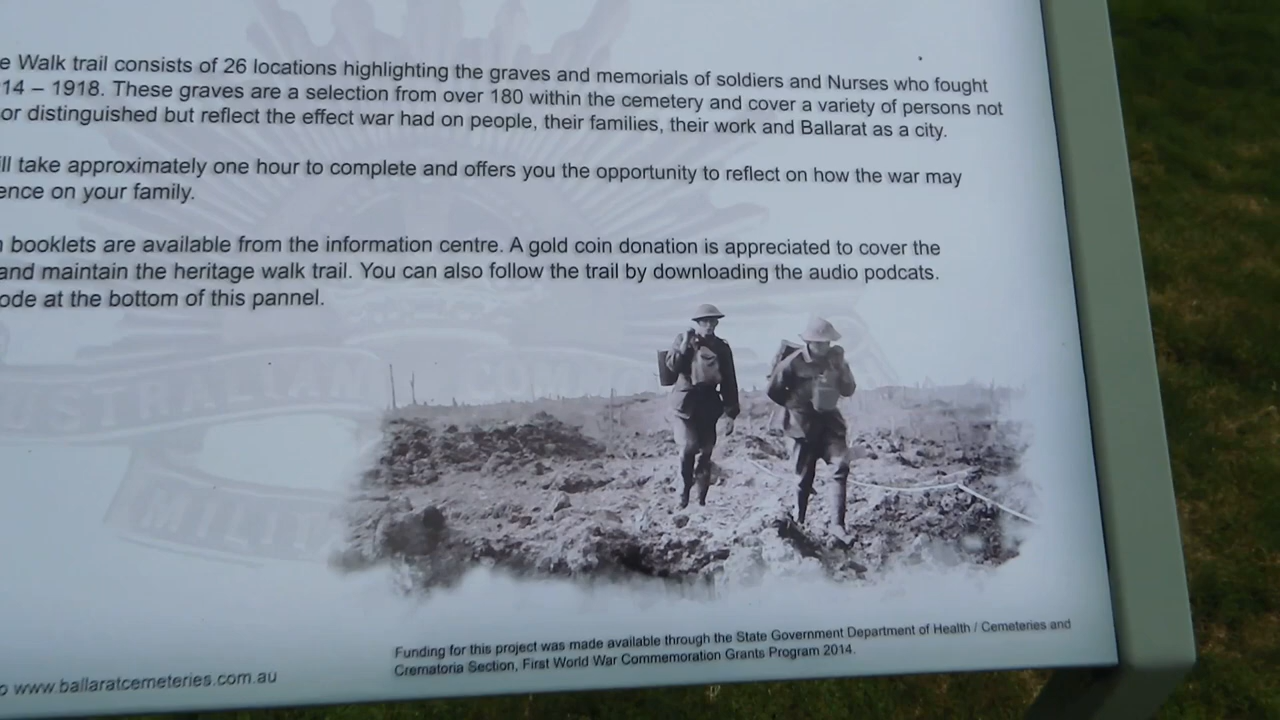 e Walk trail consists of 26 locations highlighting the graves and memorials of soldiers and Nurses who fought
14 – 1918. These graves are a selection from over 180 within the cemetery and cover a variety of persons not
or distinguished but reflect the effect war had on people, their families, their work and Ballarat as a city.
ill take approximately one hour to complete and offers you the opportunity to reflect on how the war may
ence on your family.
booklets are available from the information centre. A gold coin donation is appreciated to cover the
and maintain the heritage walk trail. You can also follow the trail by downloading the audio podcats.
ode at the bottom of this pannel.
USTRALIAN COMM
MILIT
Funding for this project was made available through the State Government Department of Health / Cemeteries and
Crematoria Section, First World War Commemoration Grants Program 2014.
o www.ballaratcemeteries.com.au